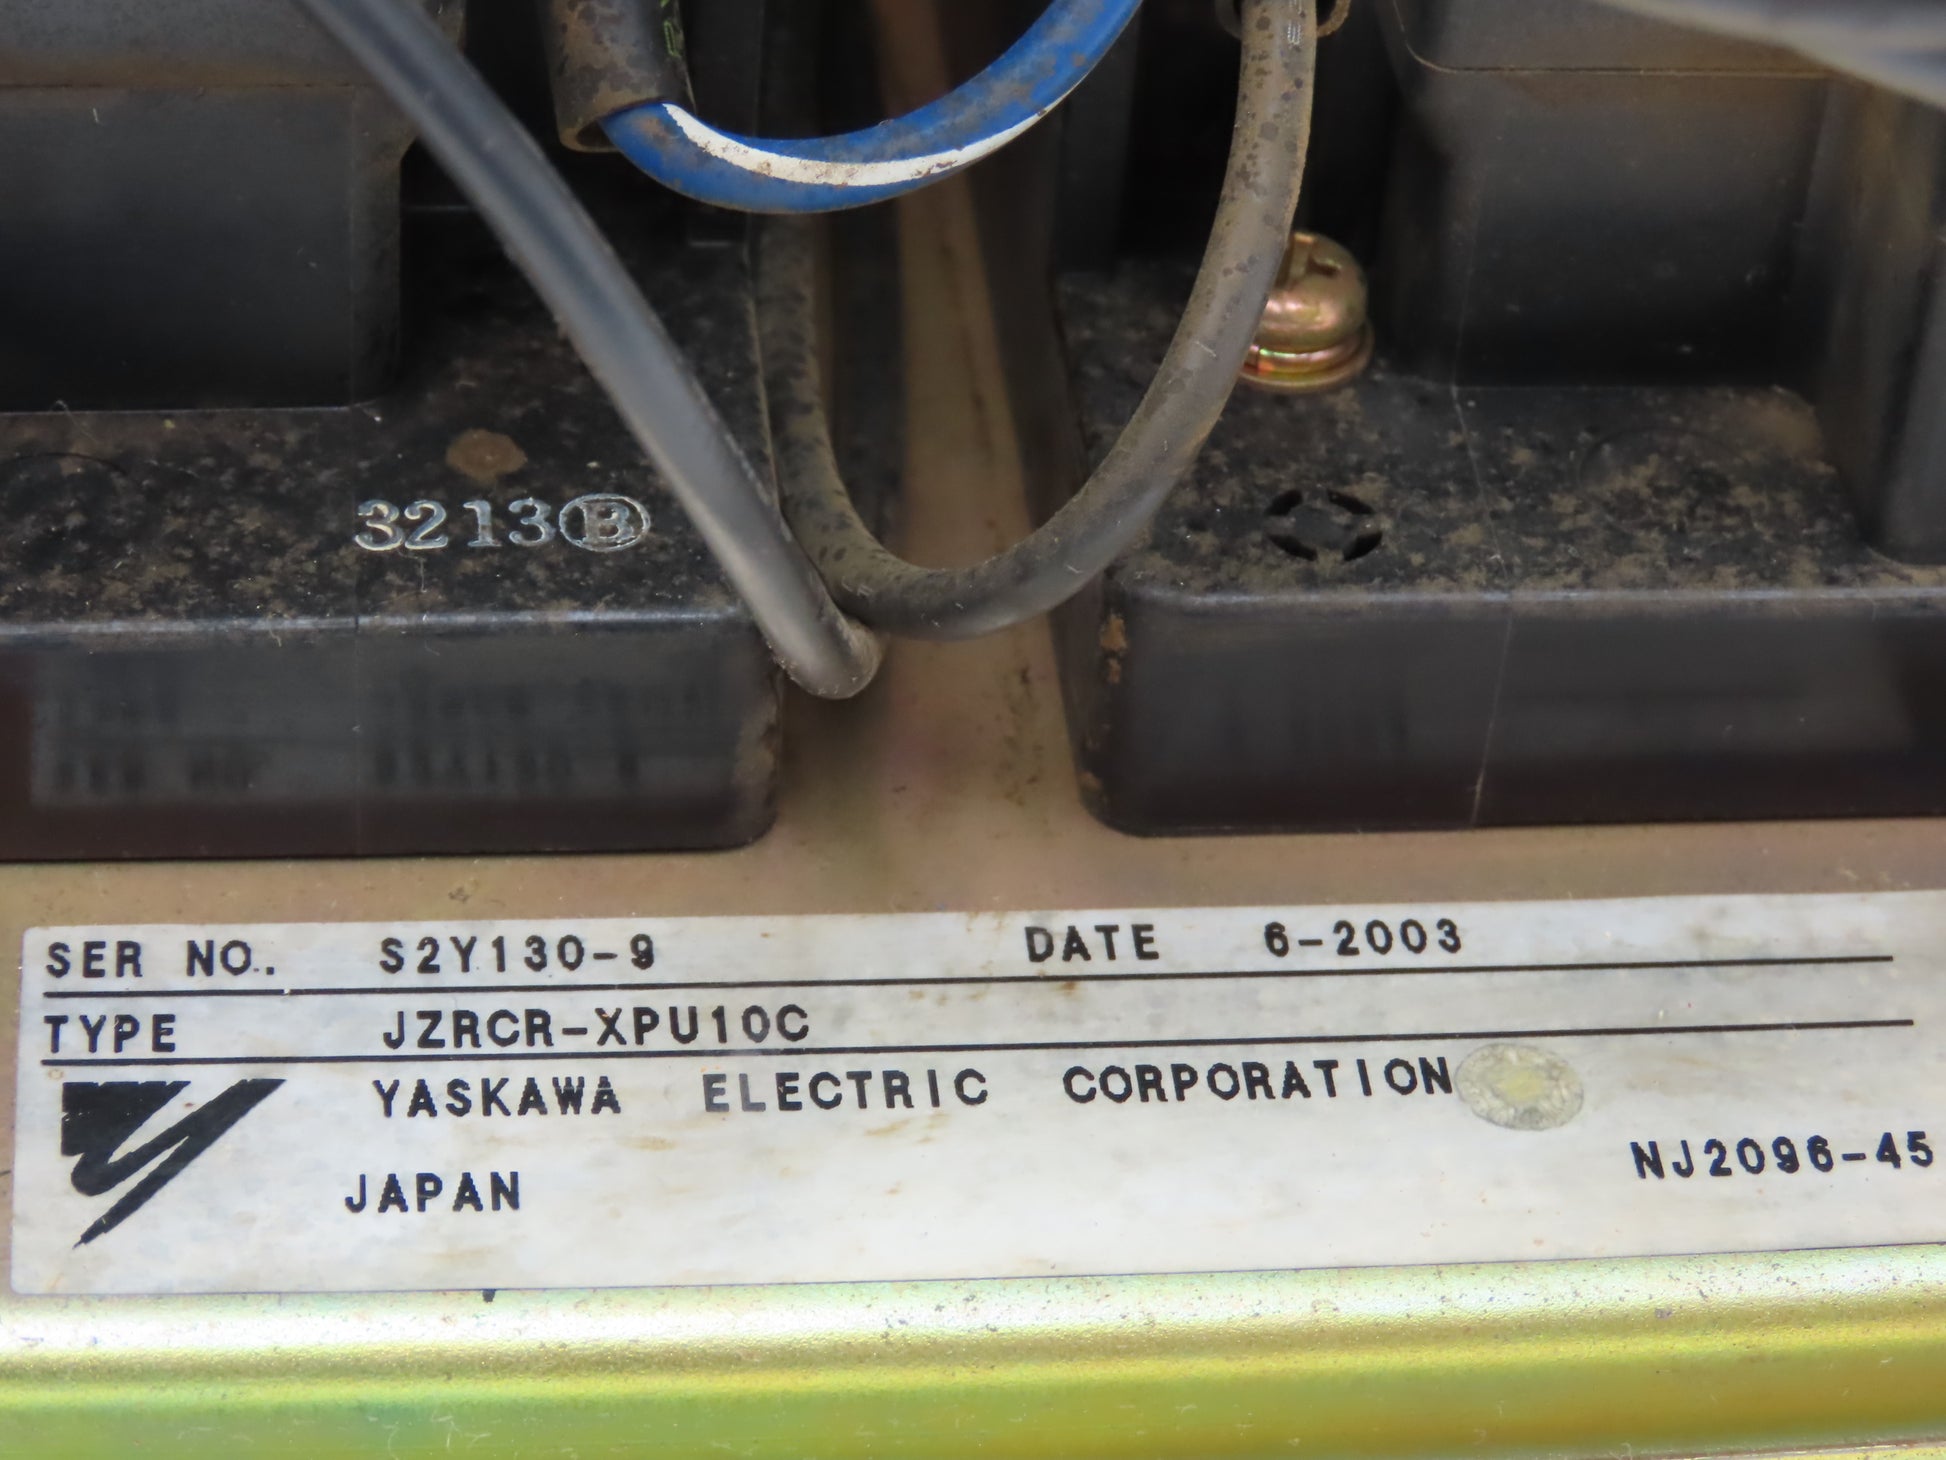 3213Ⓑ
SER NO. S2Y130-9 DATE 6-2003
TYPE JZRCR-XPU10C
YASKAWA ELECTRIC CORPORATION
NJ2096-45
JAPAN